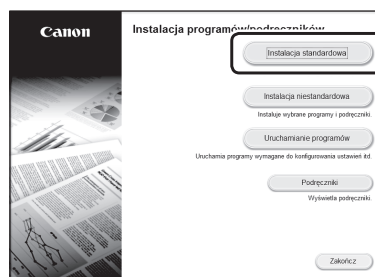 Canon
Instalacja programów/podręczników
Instalacja standardowa
Instalacja niestandardowa
Instaluje wybrane programy i podręczniki.
Uruchamianie programów
Uruchamia programy wymagane do konfigurowania ustawień itd.
Podręczniki
Wyświetla podręczniki.
Zakończ